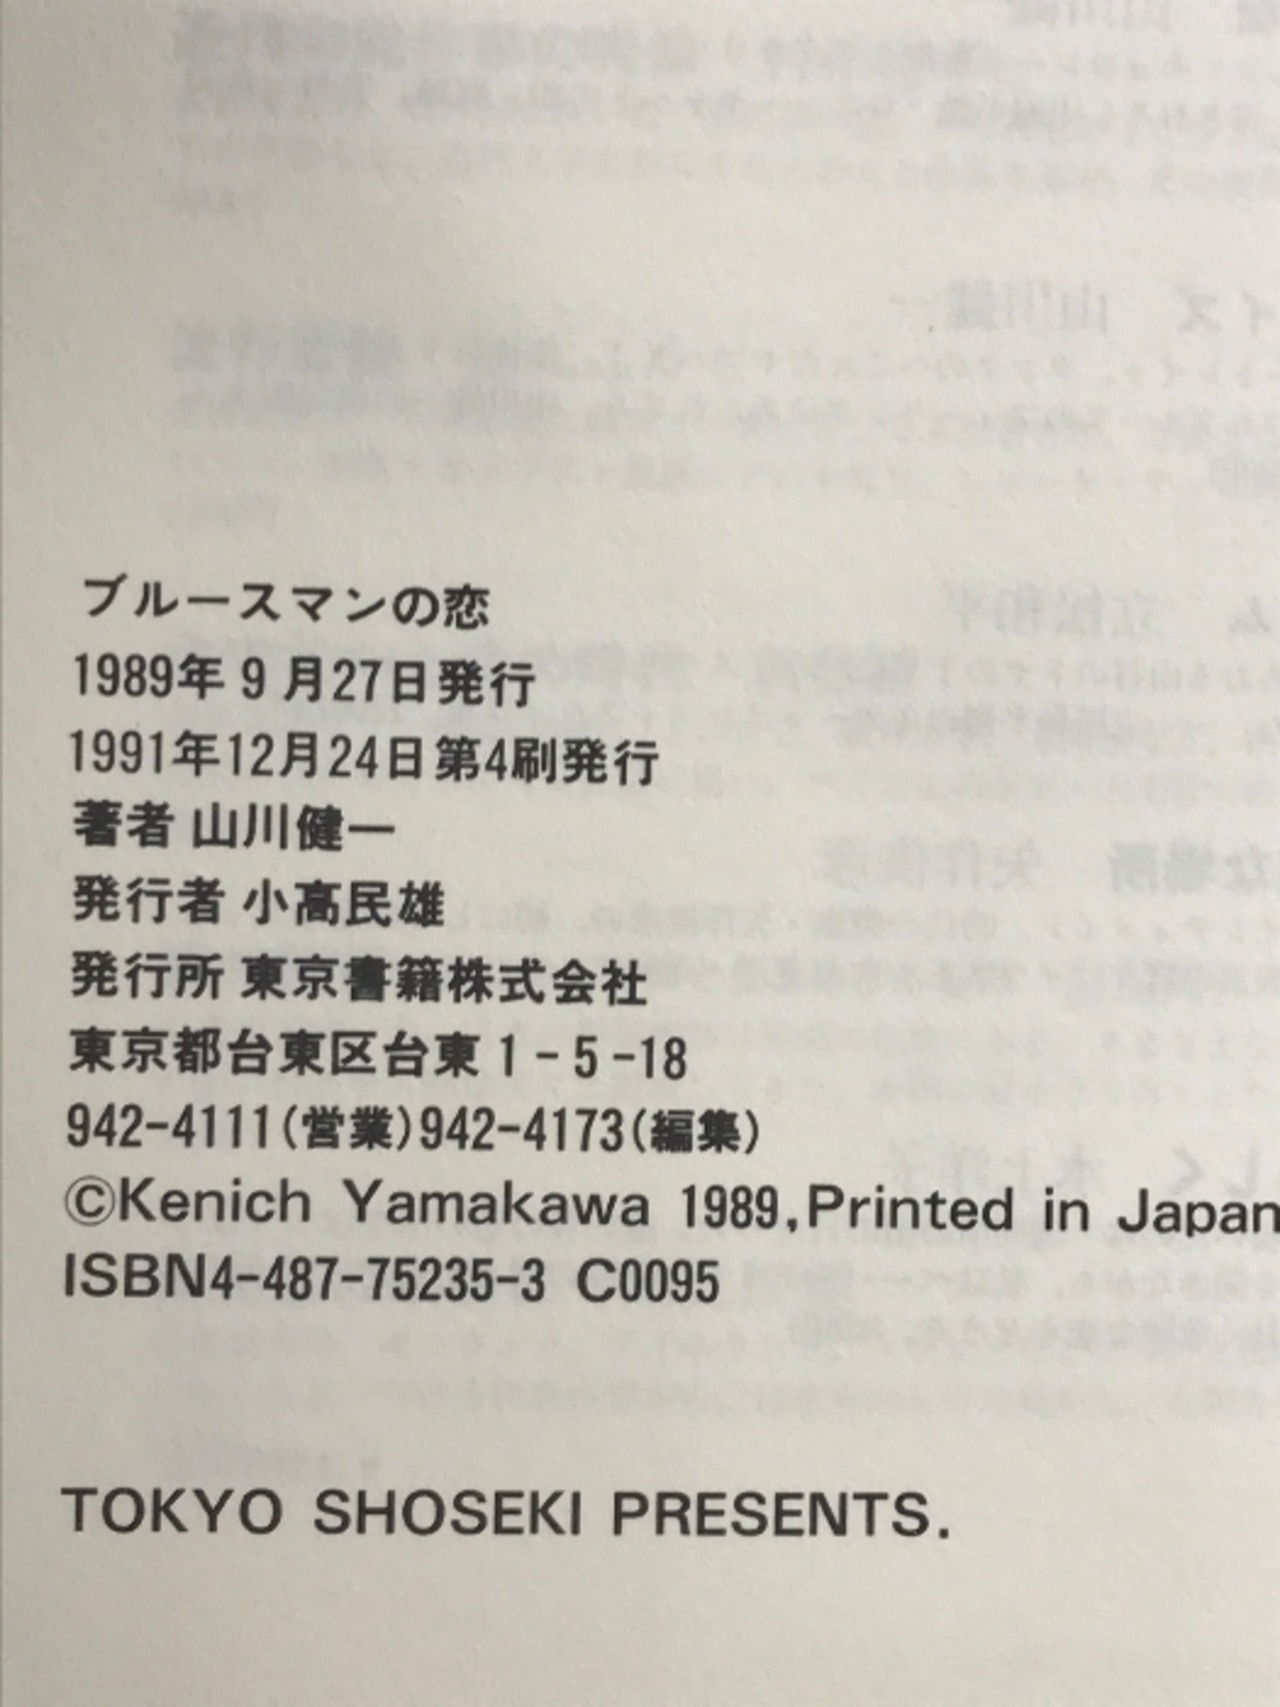 ブルースマンの恋
1989年9月27日発行
1991年12月24日第4刷発行
著者 山川健一
発行者 小高民雄
発行所 東京書籍株式会社
東京都台東区台東1-5-18
942-4111(営業)942-4173(編集)
©Kenich Yamakawa 1989,Printed in Japan
ISBN4-487-75235-3 C0095
TOKYO SHOSEKI PRESENTS.